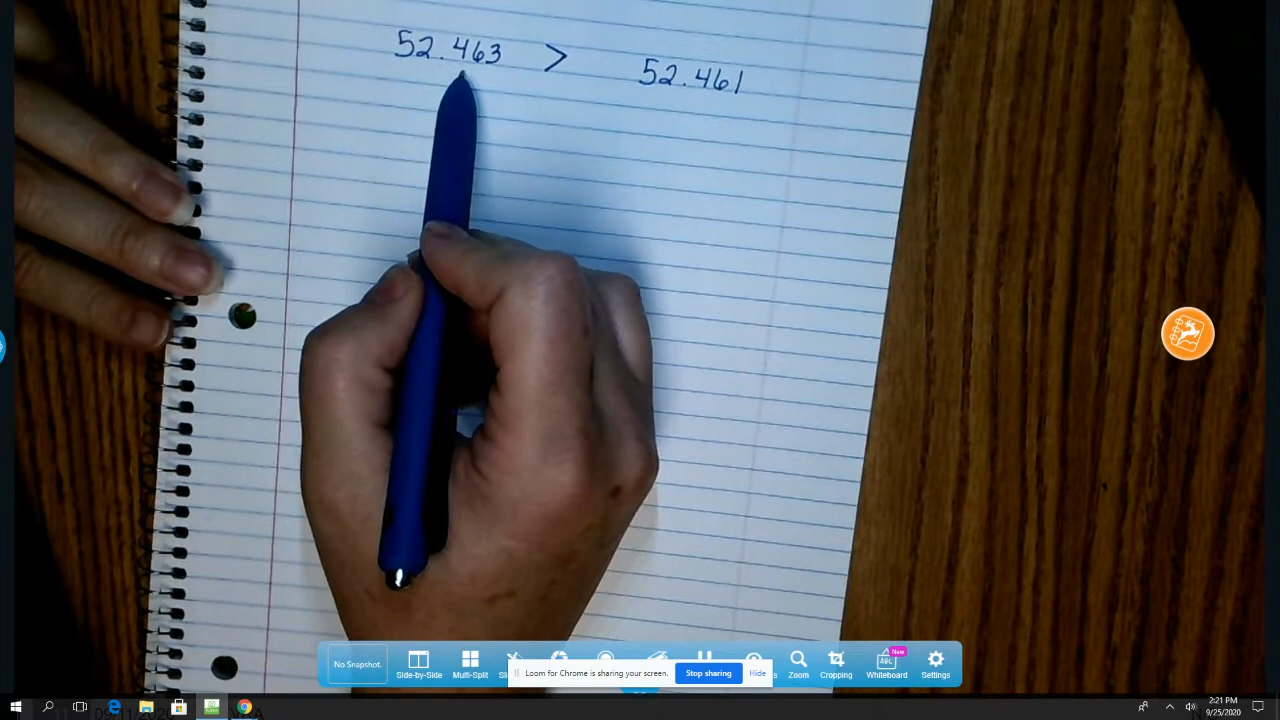 52.463 > 52.461
No Snapshot.
Side-by-Side
Multi-Split
Loom for Chrome is sharing your screen.
Stop sharing
Hide
Zoom
Cropping
New
ABC
Whiteboard
Settings
2:21 PM
9/25/2020